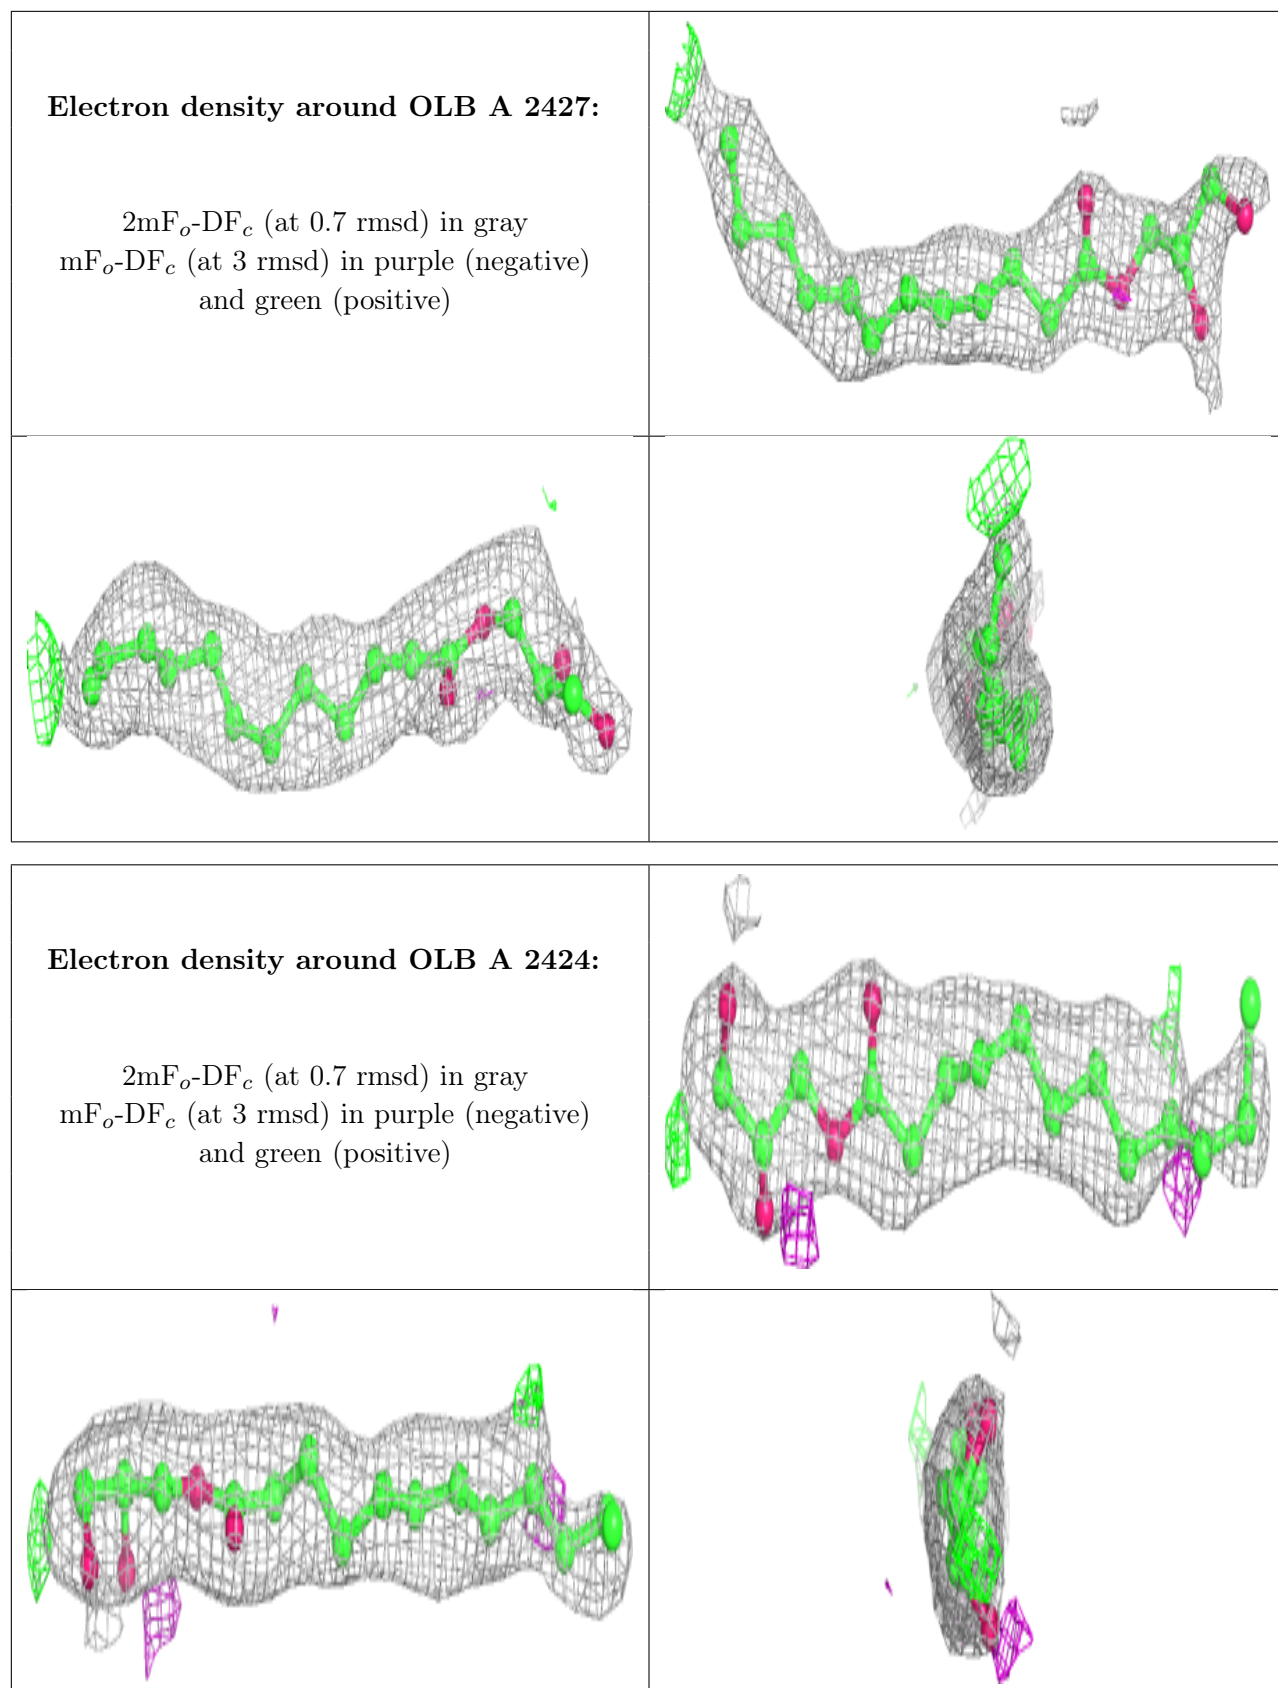 Electron density around OLB A 2427:
2mFo-DFc (at 0.7 rmsd) in gray
mFo-DFc (at 3 rmsd) in purple (negative)
and green (positive)
Electron density around OLB A 2424:
2mFo-DFc (at 0.7 rmsd) in gray
mFo-DFc (at 3 rmsd) in purple (negative)
and green (positive)